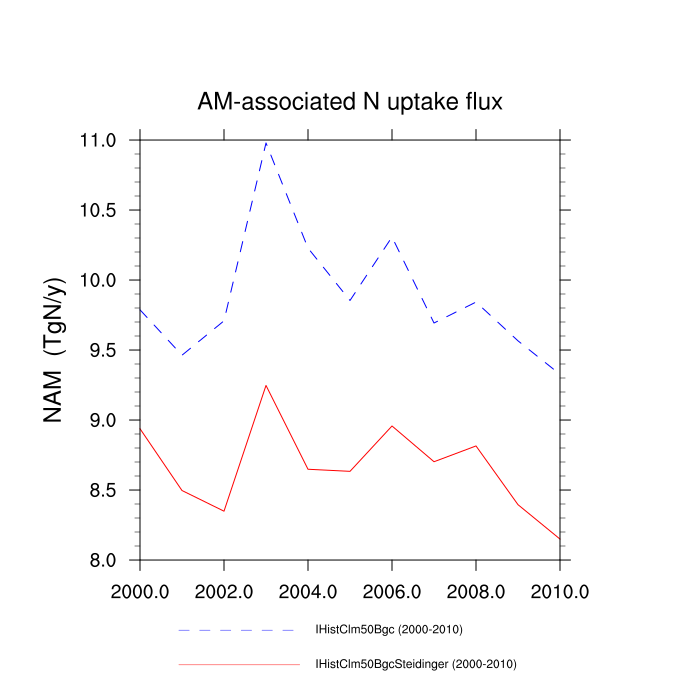 AM-associated N uptake flux
NAM (TgN/y)
11.0
10.5
10.0
9.5
9.0
8.5
8.0
2000.0 2002.0 2004.0 2006.0 2008.0 2010.0
IHistClm50Bgc (2000-2010)
IHistClm50BgcSteidinger (2000-2010)